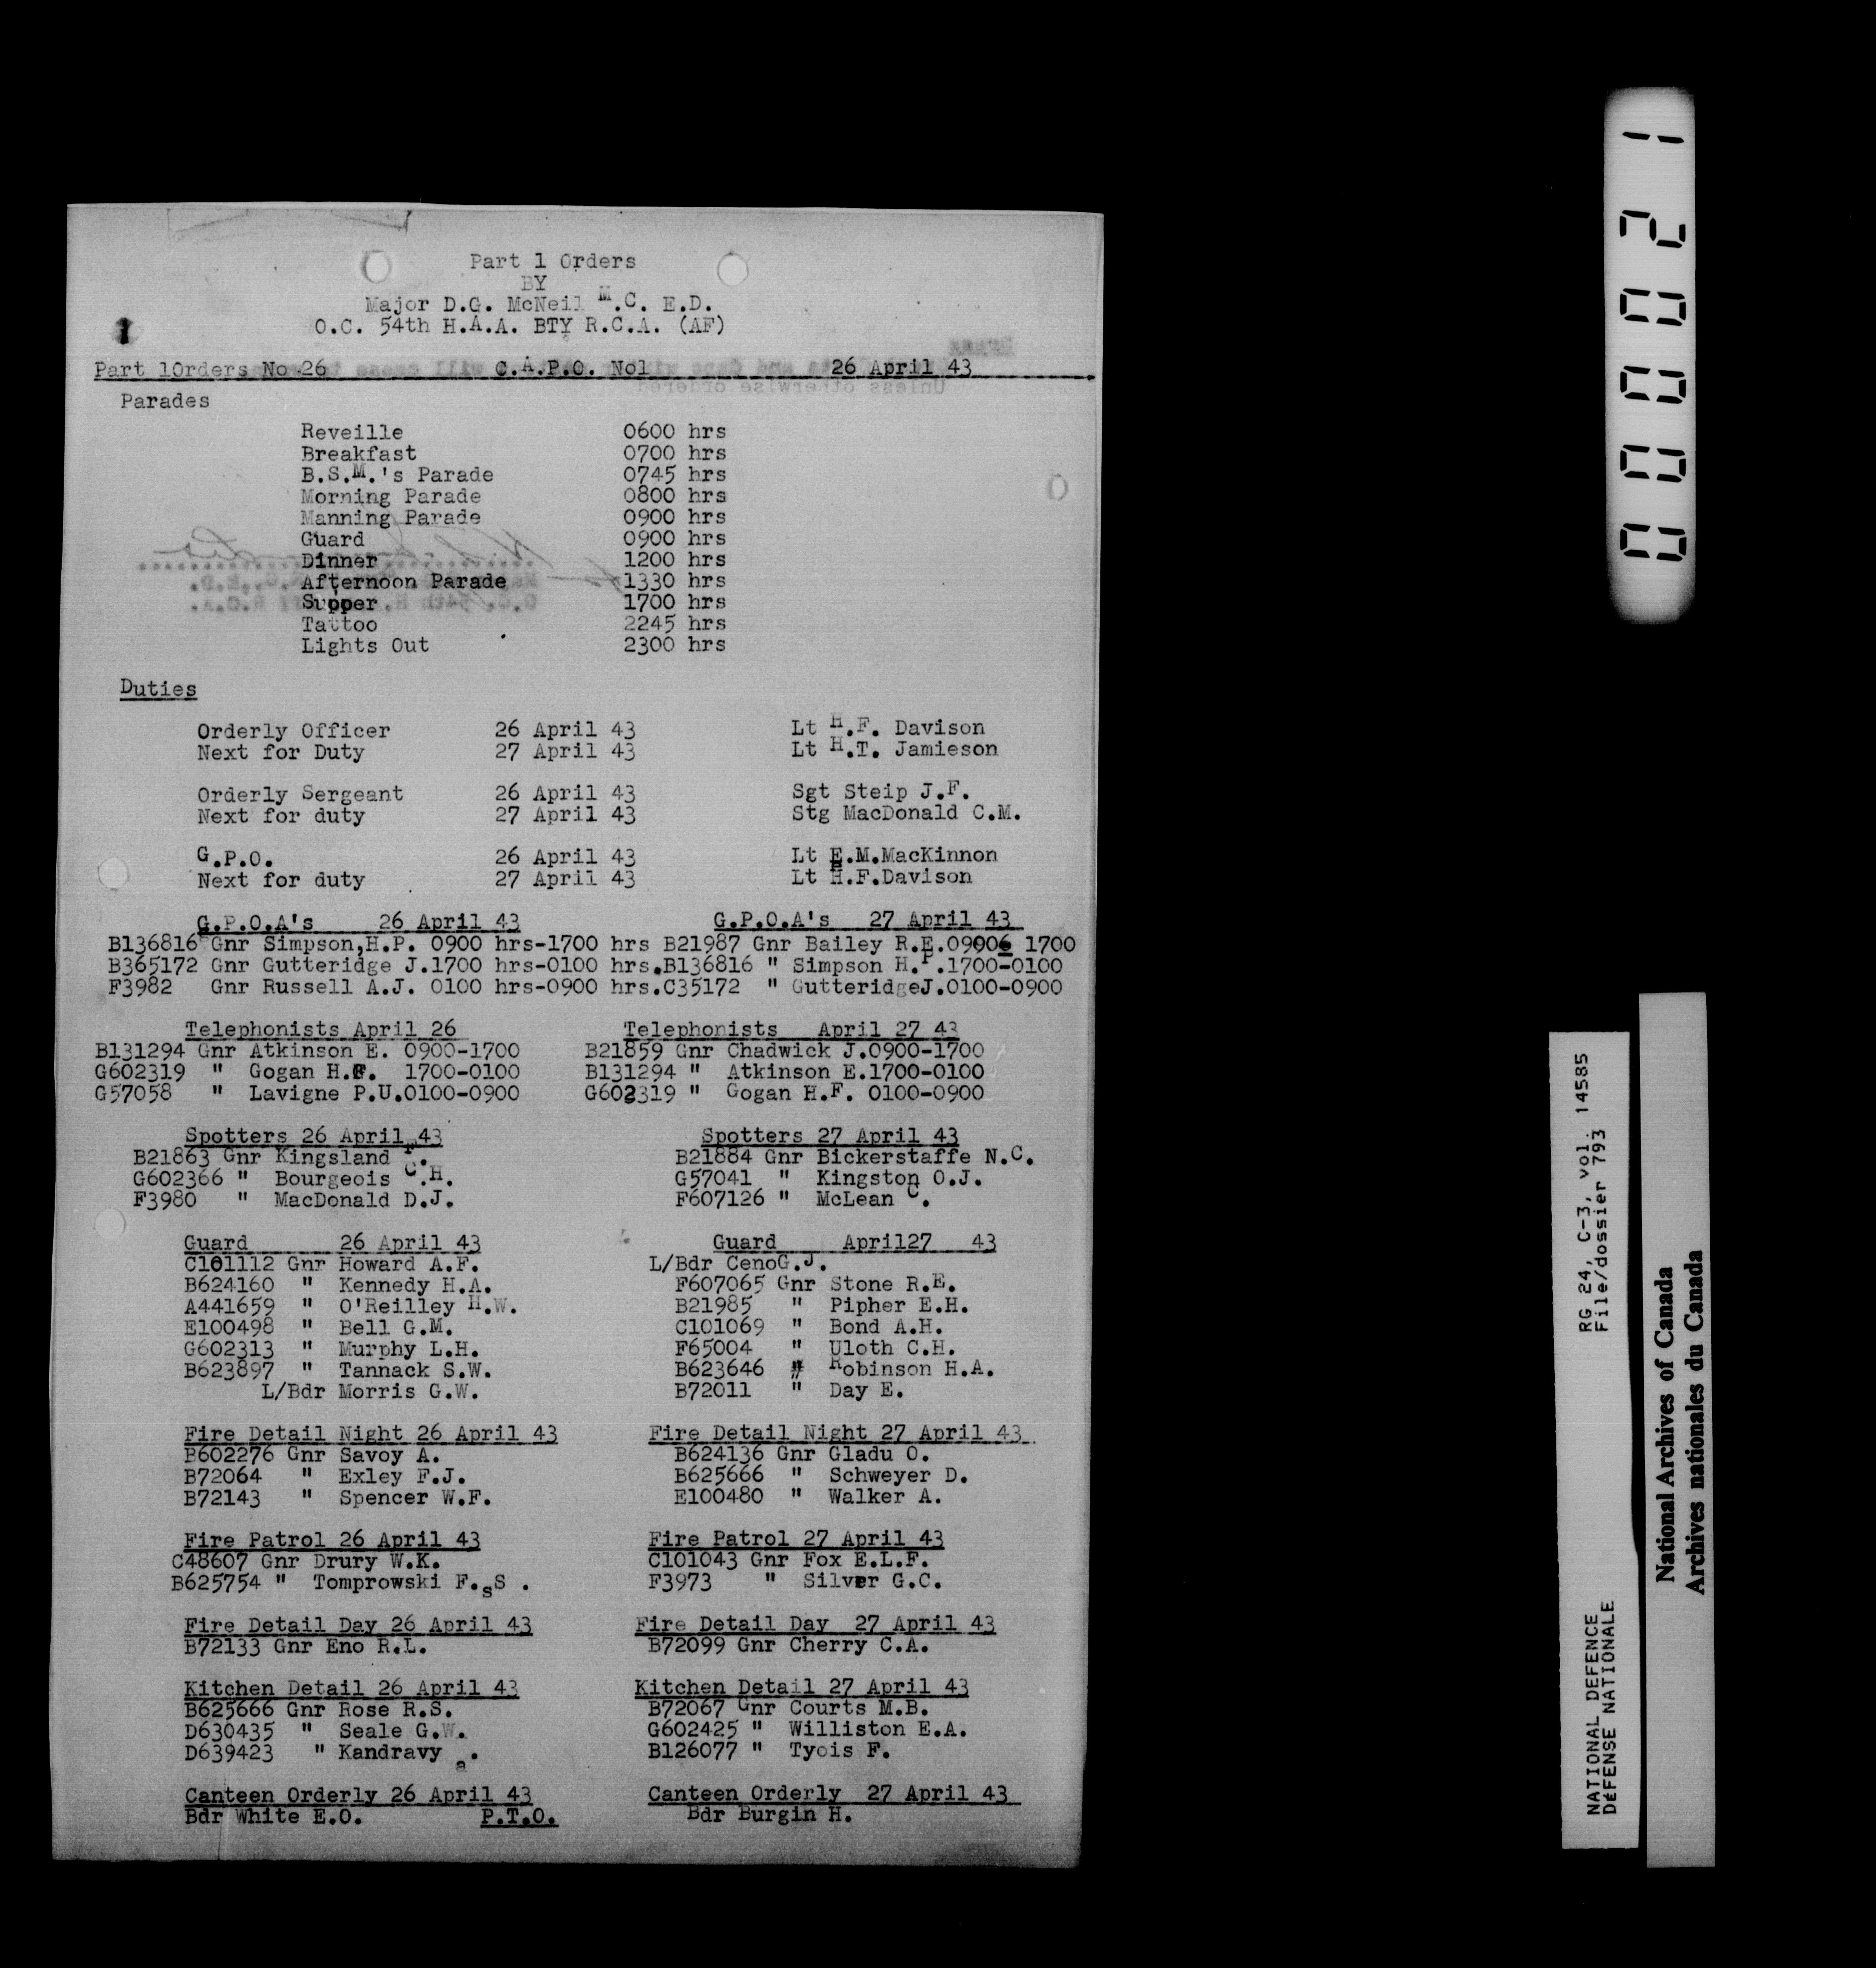 Part 1 Orders
BY
Major D.G. McNeil M.C. E.D.
O.C. 54th H.A.A. BTY R.C.A. (AF)
Part 1Orders No 26 C.A.P.O. No1 26 April 43
Parades
Reveille 0600 hrs
Breakfast 0700 hrs
B.S.M.'s Parade 0745 hrs
Morning Parade 0800 hrs
Manning Parade 0900 hrs
Guard 0900 hrs
Dinner 1200 hrs
Afternoon Parade 1330 hrs
Supper 1700 hrs
Tattoo 2245 hrs
Lights Out 2300 hrs
Duties
Orderly Officer 26 April 43 Lt H.F. Davison
Next for Duty 27 April 43 Lt H.T. Jamieson
Orderly Sergeant 26 April 43 Sgt Steip J.F.
Next for duty 27 April 43 Stg MacDonald C.M.
G.P.O. 26 April 43 Lt E.M.MacKinnon
Next for duty 27 April 43 Lt H.F.Davison
G.P.O.A's 26 April 43 G.P.O.A's 27 April 43
B136816 Gnr Simpson,H.P. 0900 hrs-1700 hrs B21987 Gnr Bailey R.E.09006 1700
B365172 Gnr Gutteridge J.1700 hrs-0100 hrs.B136816 " Simpson H.P.1700-0100
F3982 Gnr Russell A.J. 0100 hrs-0900 hrs.C35172 " GutteridgeJ.0100-0900
Telephonists April 26 Telephonists April 27 43
B131294 Gnr Atkinson E. 0900-1700 B21859 Gnr Chadwick J.0900-1700
G602319 " Gogan H.F. 1700-0100 B131294 " Atkinson E.1700-0100
G57058 " Lavigne P.U.0100-0900 G602319 " Gogan H.F. 0100-0900
Spotters 26 April 43 Spotters 27 April 43
B21863 Gnr Kingsland F. B21884 Gnr Bickerstaffe N.C.
G602366 " Bourgeois C.H. G57041 " Kingston O.J.
F3980 " MacDonald D.J. F607126 " McLean C.
Guard 26 April 43 Guard April27 43
C101112 Gnr Howard A.F. L/Bdr CenoG.J.
B624160 " Kennedy H.A. F607065 Gnr Stone R.E.
A441659 " O'Reilley H.W. B21985 " Pipher E.H.
E100498 " Bell G.M. C101069 " Bond A.H.
G602313 " Murphy L.H. F65004 " Uloth C.H.
B623897 " Tannack S.W. B623646 # Robinson H.A.
L/Bdr Morris G.W. B72011 " Day E.
Fire Detail Night 26 April 43 Fire Detail Night 27 April 43
B602276 Gnr Savoy A. B624136 Gnr Gladu O.
B72064 " Exley F.J. B625666 " Schweyer D.
B72143 " Spencer W.F. E100480 " Walker A.
Fire Patrol 26 April 43 Fire Patrol 27 April 43
C48607 Gnr Drury W.K. C101043 Gnr Fox E.L.F.
B625754 " Tomprowski F.sS . F3973 " Silver G.C.
Fire Detail Day 26 April 43 Fire Detail Day 27 April 43
B72133 Gnr Eno R.L. B72099 Gnr Cherry C.A.
Kitchen Detail 26 April 43 Kitchen Detail 27 April 43
B625666 Gnr Rose R.S. B72067 Gnr Courts M.B.
D630435 " Seale G.W. G602425 " Williston E.A.
D639423 " Kandravy a. B126077 " Tyois F.
Canteen Orderly 26 April 43 Canteen Orderly 27 April 43
Bdr White E.O. P.T.O. Bdr Burgin H.
000021
NATIONAL DEFENCE RG 24, C-3, vol. 14585
DÉFENSE NATIONALE File/dossier 793
National Archives of Canada
Archives nationales du Canada